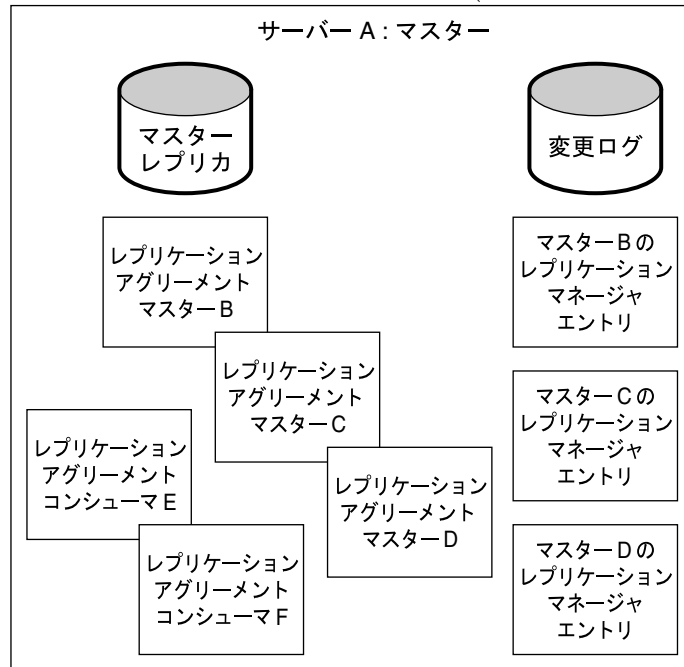 サーバー A : マスター
マスター
レプリカ
変更ログ
レプリケーション
アグリーメント
マスター B
レプリケーション
アグリーメント
マスター C
レプリケーション
アグリーメント
マスター D
レプリケーション
アグリーメント
コンシューマ E
レプリケーション
アグリーメント
コンシューマ F
マスター B の
レプリケーション
マネージャ
エントリ
マスター C の
レプリケーション
マネージャ
エントリ
マスター D の
レプリケーション
マネージャ
エントリ